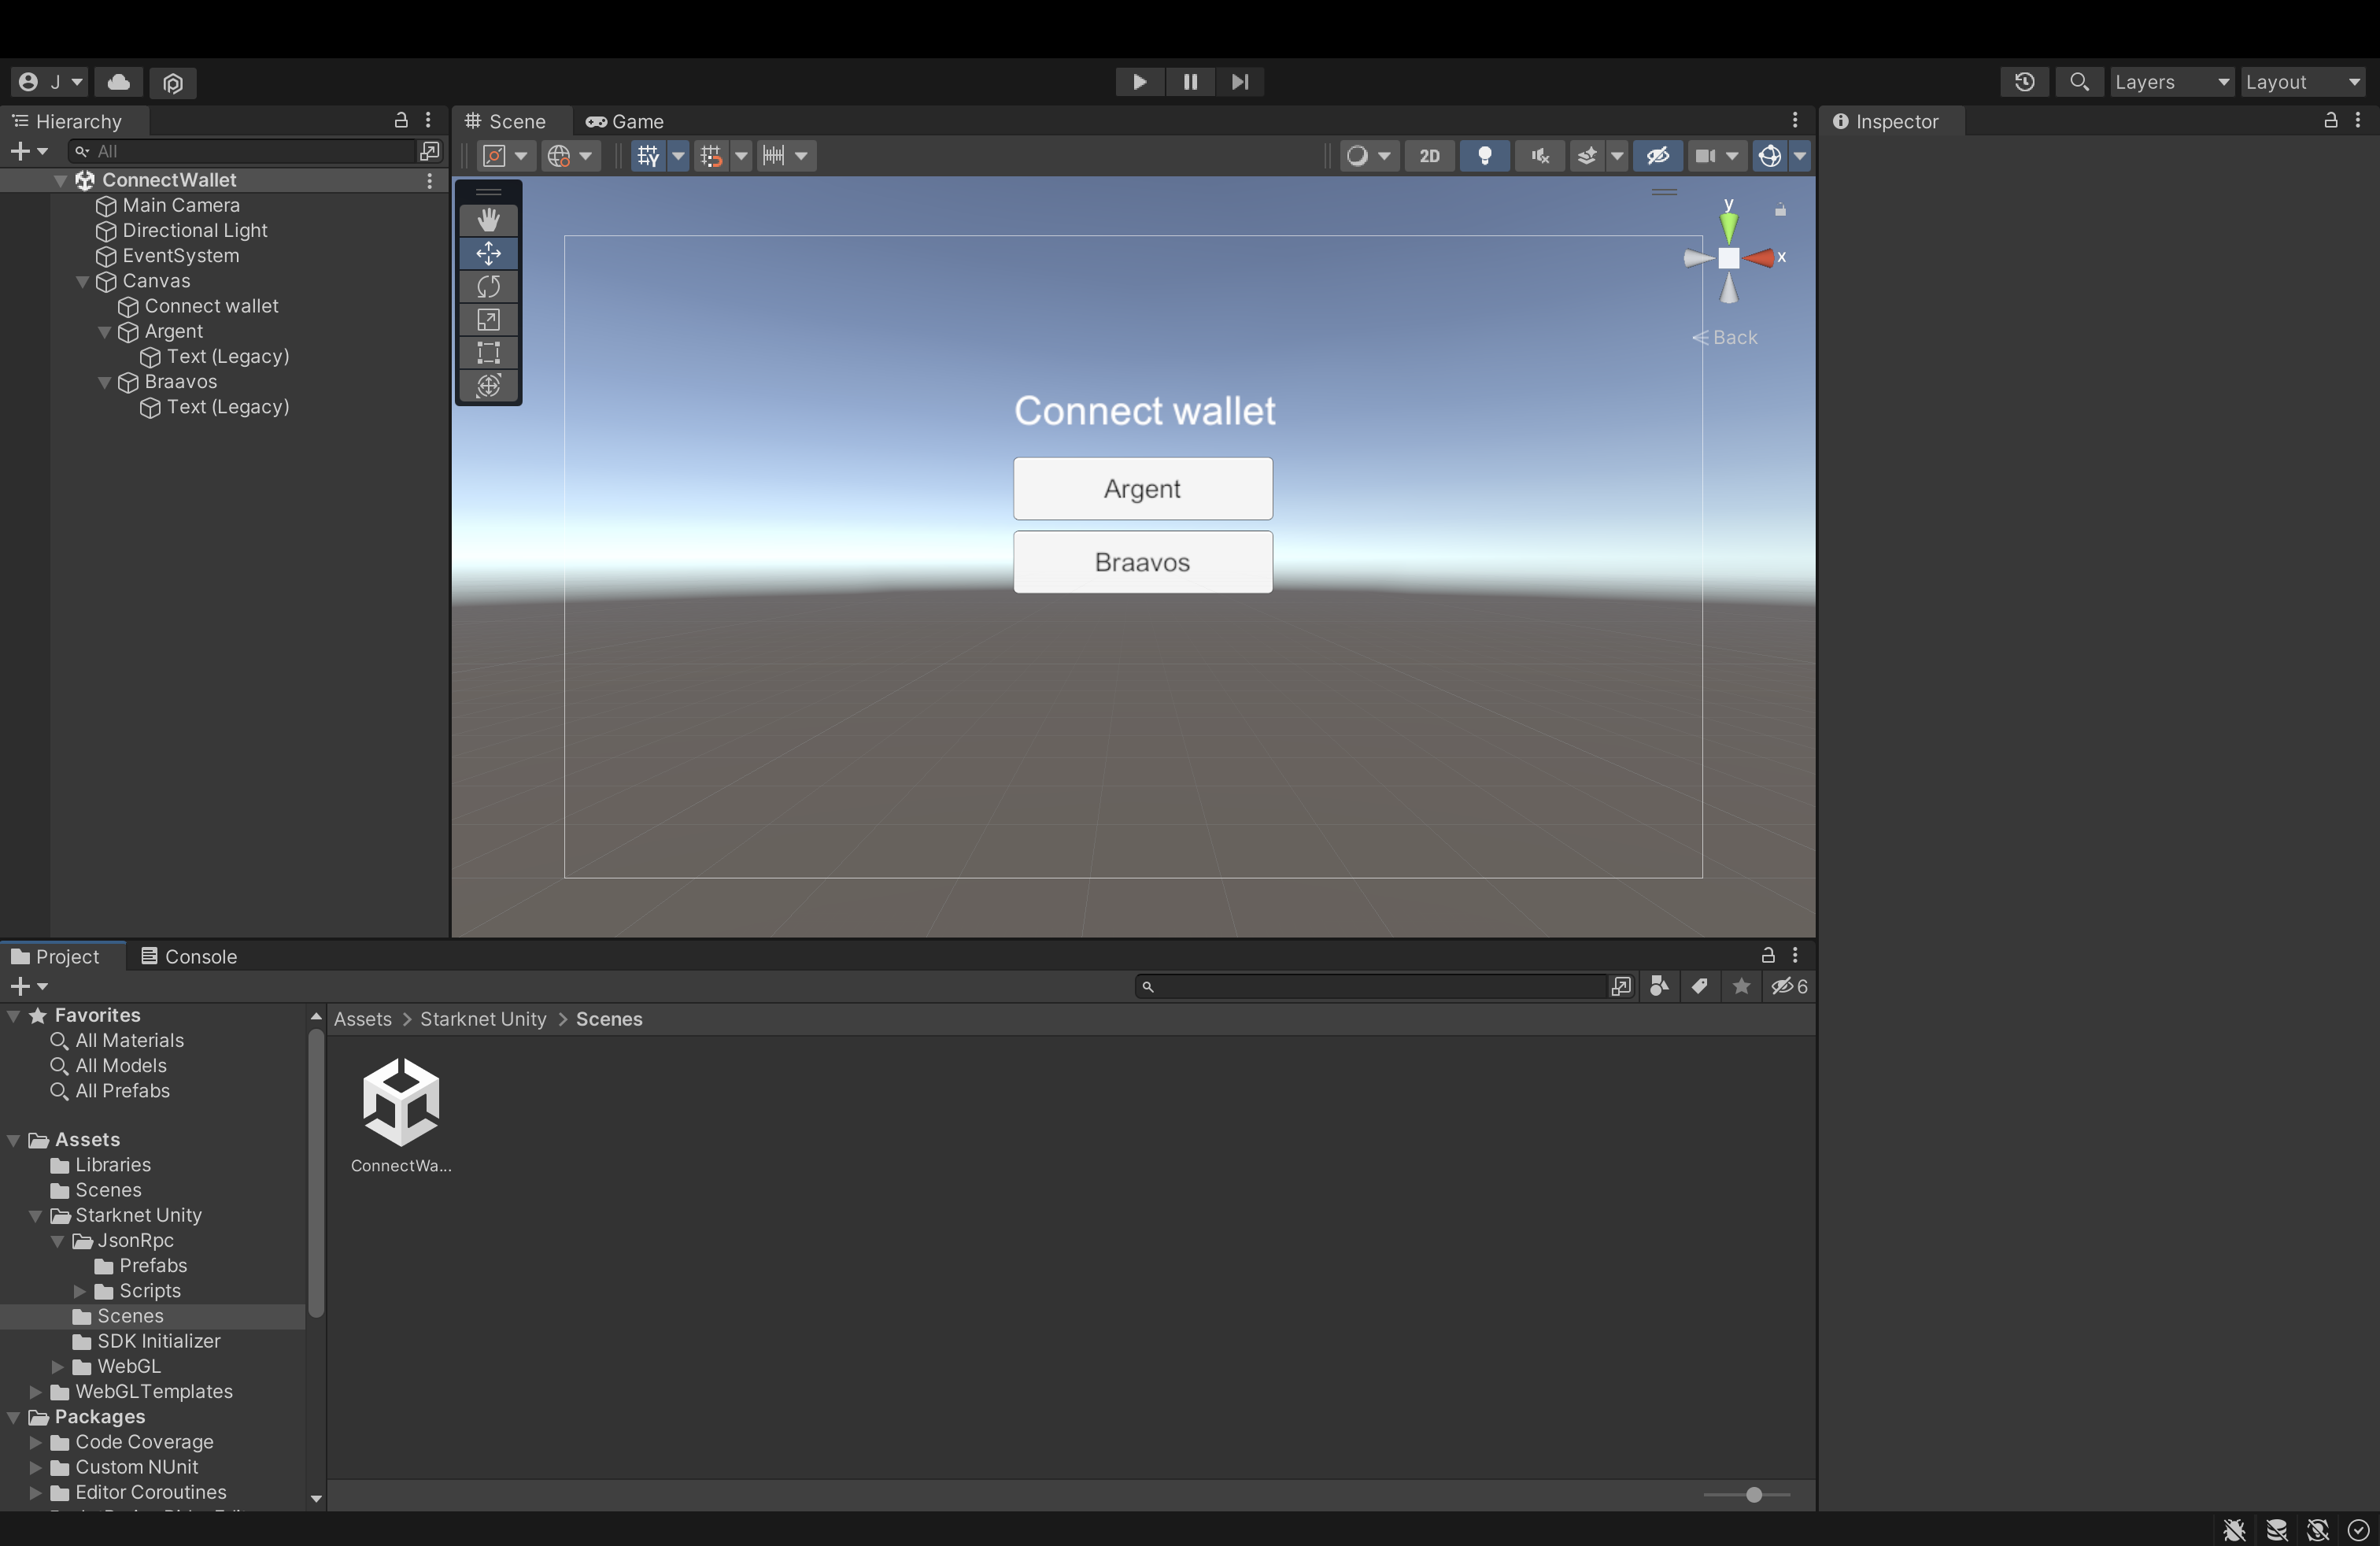 J
Layers
Layout
Hierarchy
All
ConnectWallet
Main Camera
Directional Light
EventSystem
Canvas
Connect wallet
Argent
Text (Legacy)
Braavos
Text (Legacy)
Scene
Game
2D
y
x
Back
Connect wallet
Argent
Braavos
Inspector
Project
Console
6
Favorites
All Materials
All Models
All Prefabs
Assets
Libraries
Scenes
Starknet Unity
JsonRpc
Prefabs
Scripts
Scenes
SDK Initializer
WebGL
WebGLTemplates
Packages
Code Coverage
Custom NUnit
Editor Coroutines
Assets > Starknet Unity > Scenes
ConnectWa...